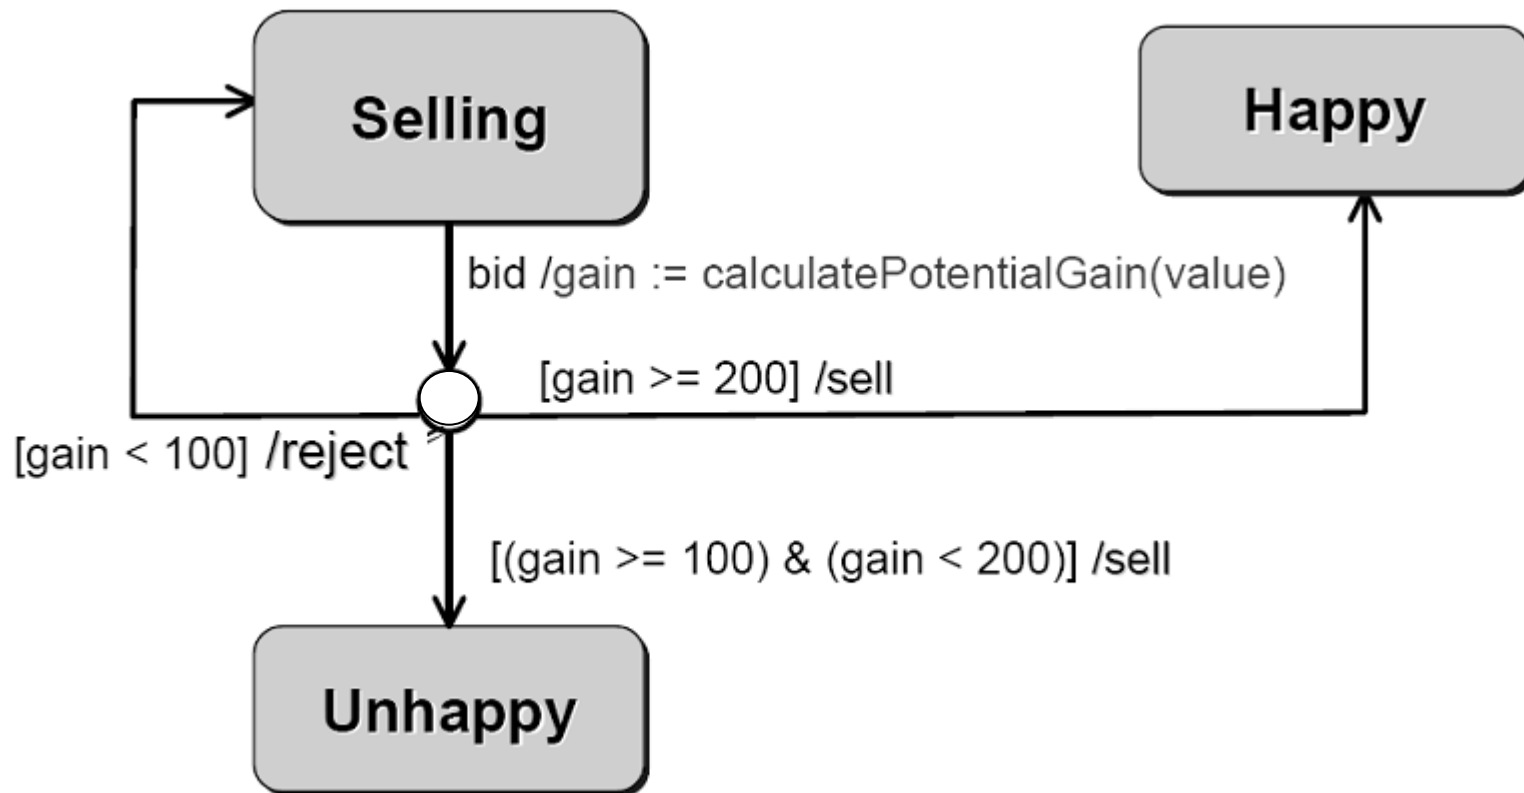 Selling
Happy
bid /gain := calculatePotentialGain(value)
[gain >= 200] /sell
[gain < 100] /reject
[(gain >= 100) & (gain < 200)] /sell
Unhappy